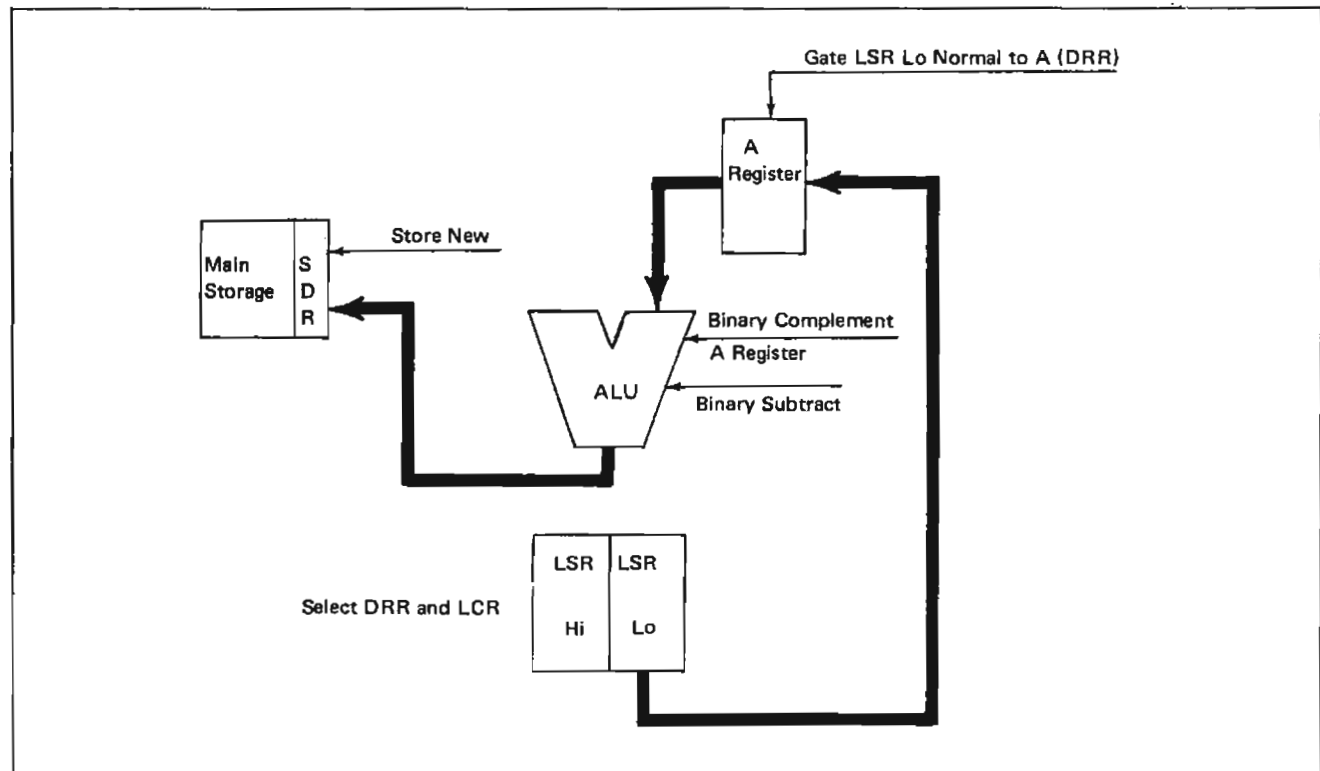 Gate LSR Lo Normal to A (DRR)
A
Register
Store New
Main
Storage
S
D
R
Binary Complement
A Register
ALU
Binary Subtract
LSR
LSR
Select DRR and LCR
Hi
Lo